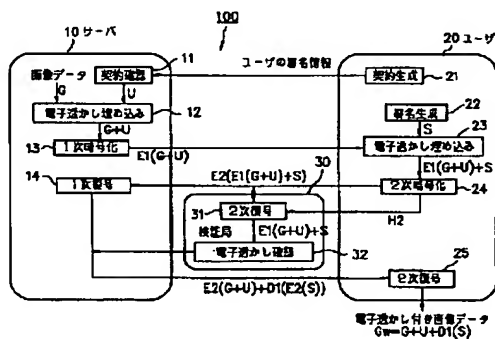 100
10 サーバ
20 ユーザ
画像データ
契約確認
11
ユーザの署名情報
契約生成
21
G
U
電子透かし埋め込み
12
署名生成
22
S
23
G+U
13
1次暗号化
E1(G+U)
電子透かし埋め込み
E1(G+U)+S
14
1次復号
E2(E1(G+U)+S)
2次暗号化
24
30
31
2次復号
H2
検証局
E1(G+U)+S
電子透かし確認
32
25
E2(G+U)+D1(E2(S))
2次復号
電子透かし付き画像データ
Gw=G+U+D1(S)